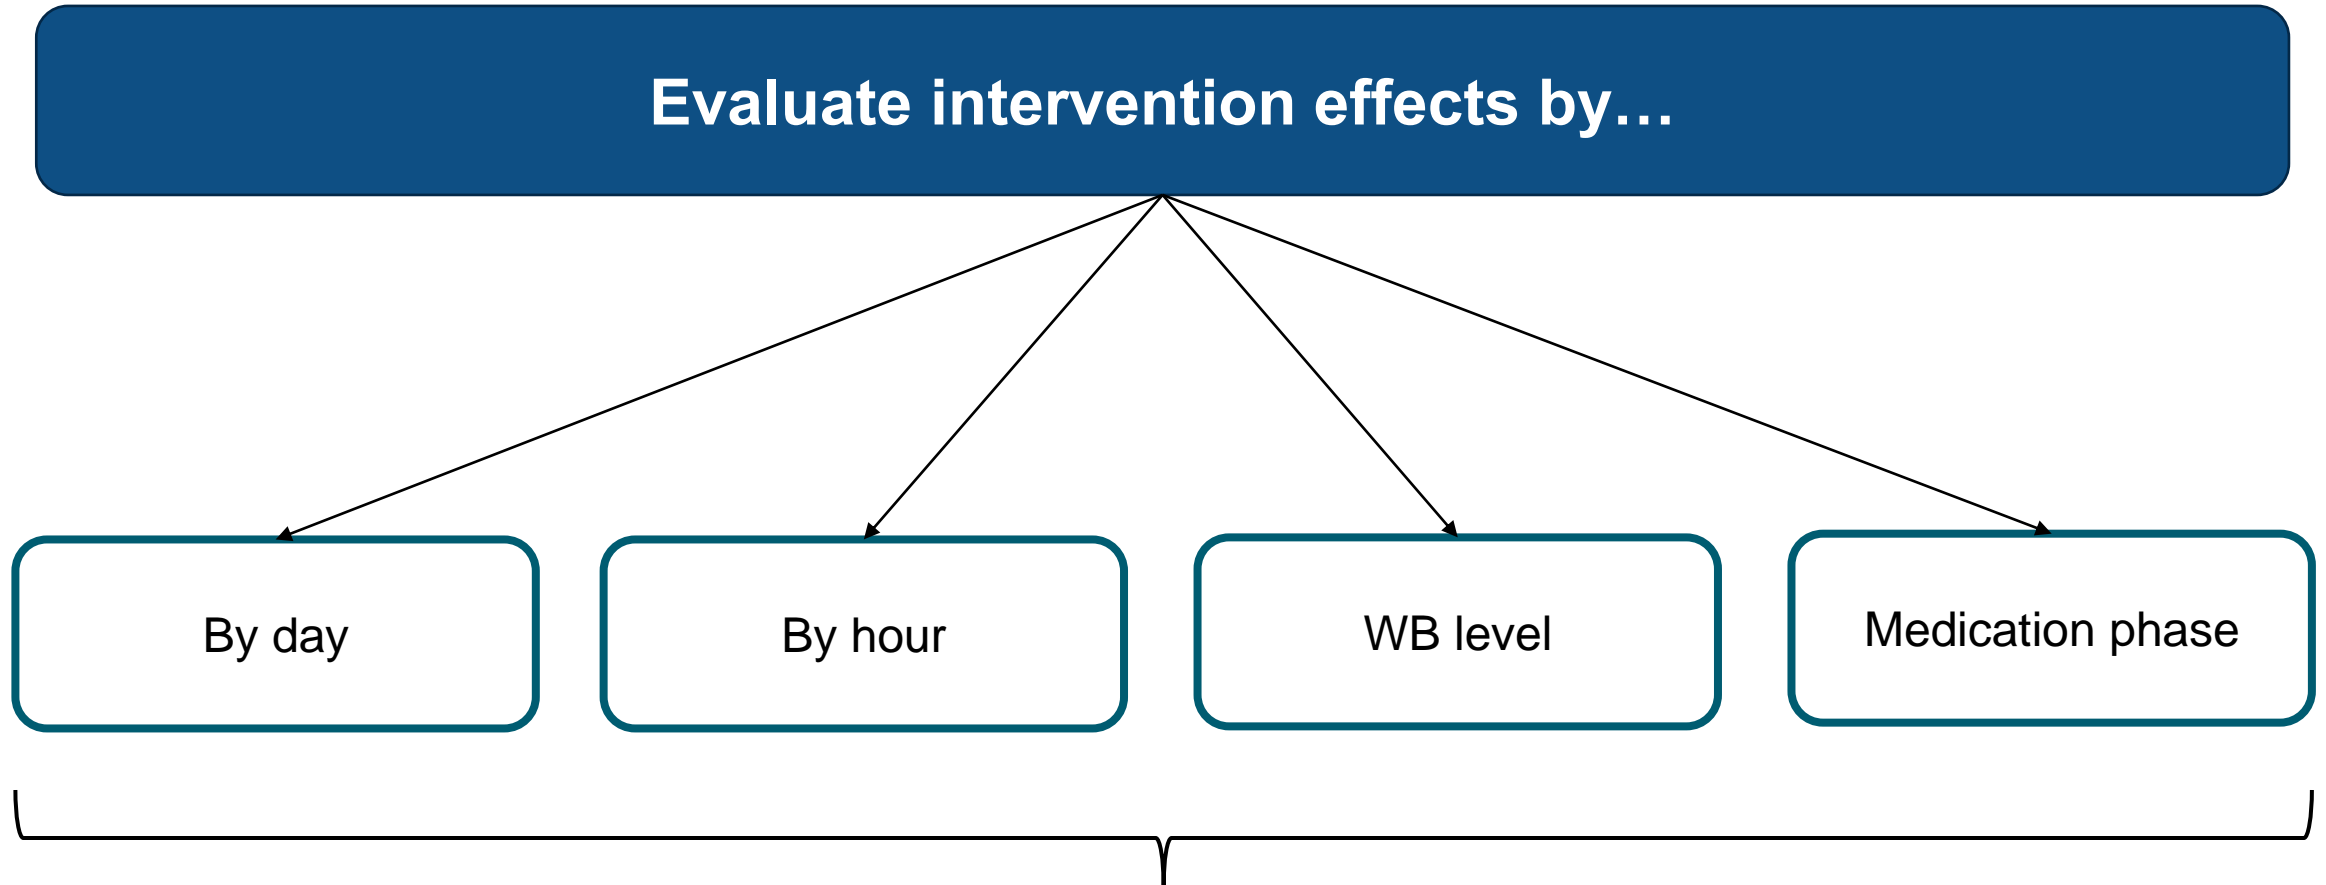 Evaluate intervention effects by…
By day
By hour
WB level
Medication phase